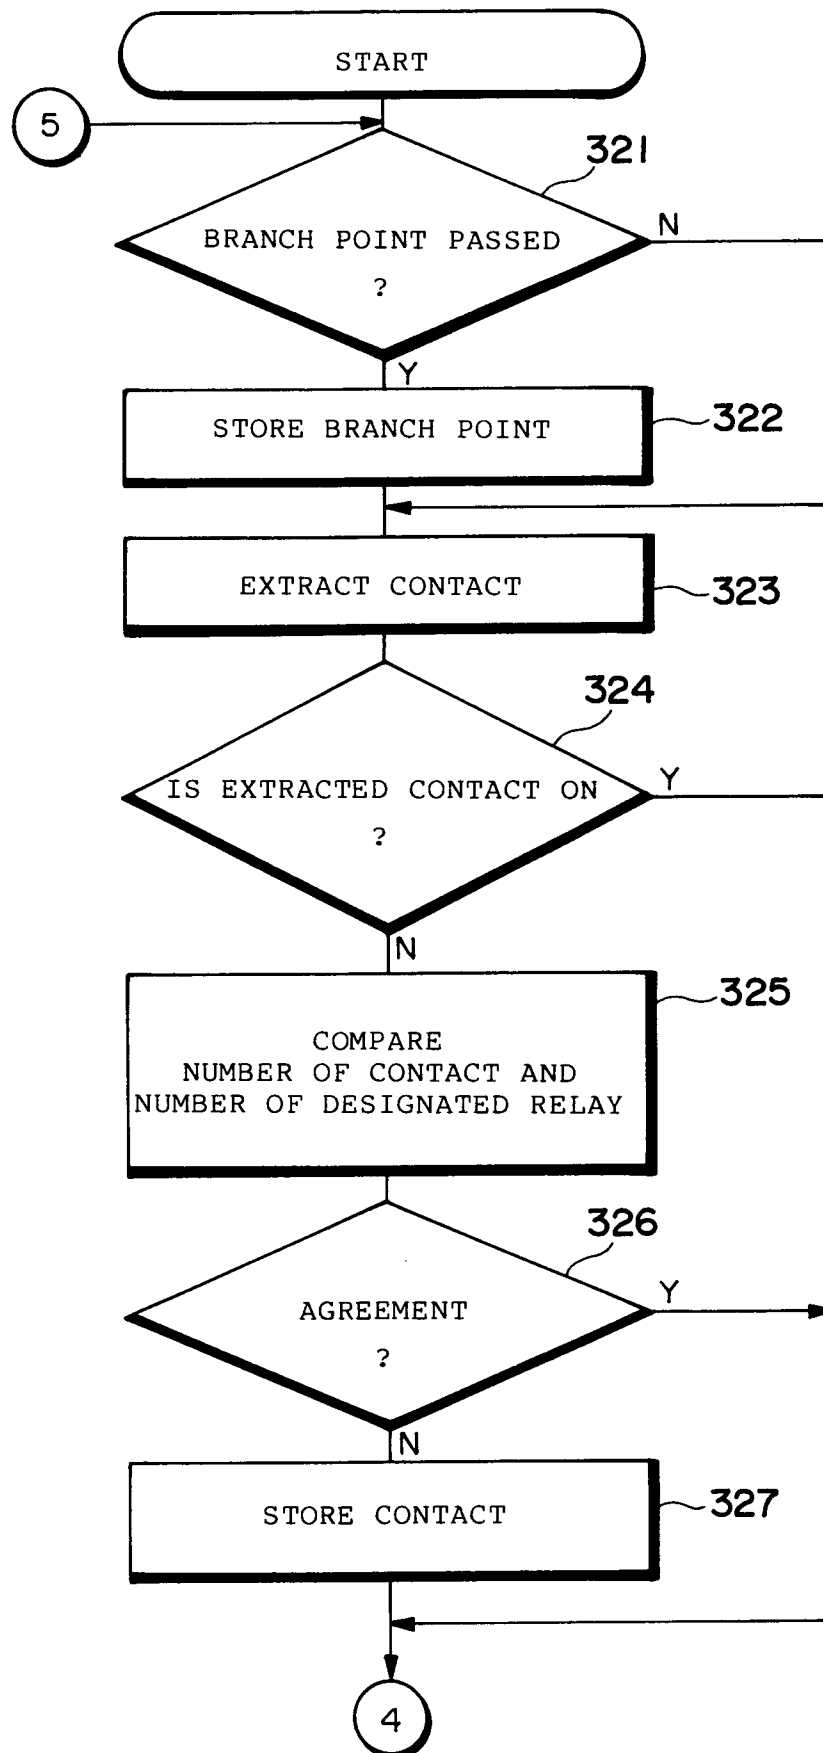 START
5
321
BRANCH POINT PASSED
?
N
Y
STORE BRANCH POINT
322
EXTRACT CONTACT
323
324
IS EXTRACTED CONTACT ON
?
Y
N
325
COMPARE
NUMBER OF CONTACT AND
NUMBER OF DESIGNATED RELAY
326
AGREEMENT
?
Y
N
STORE CONTACT
327
4